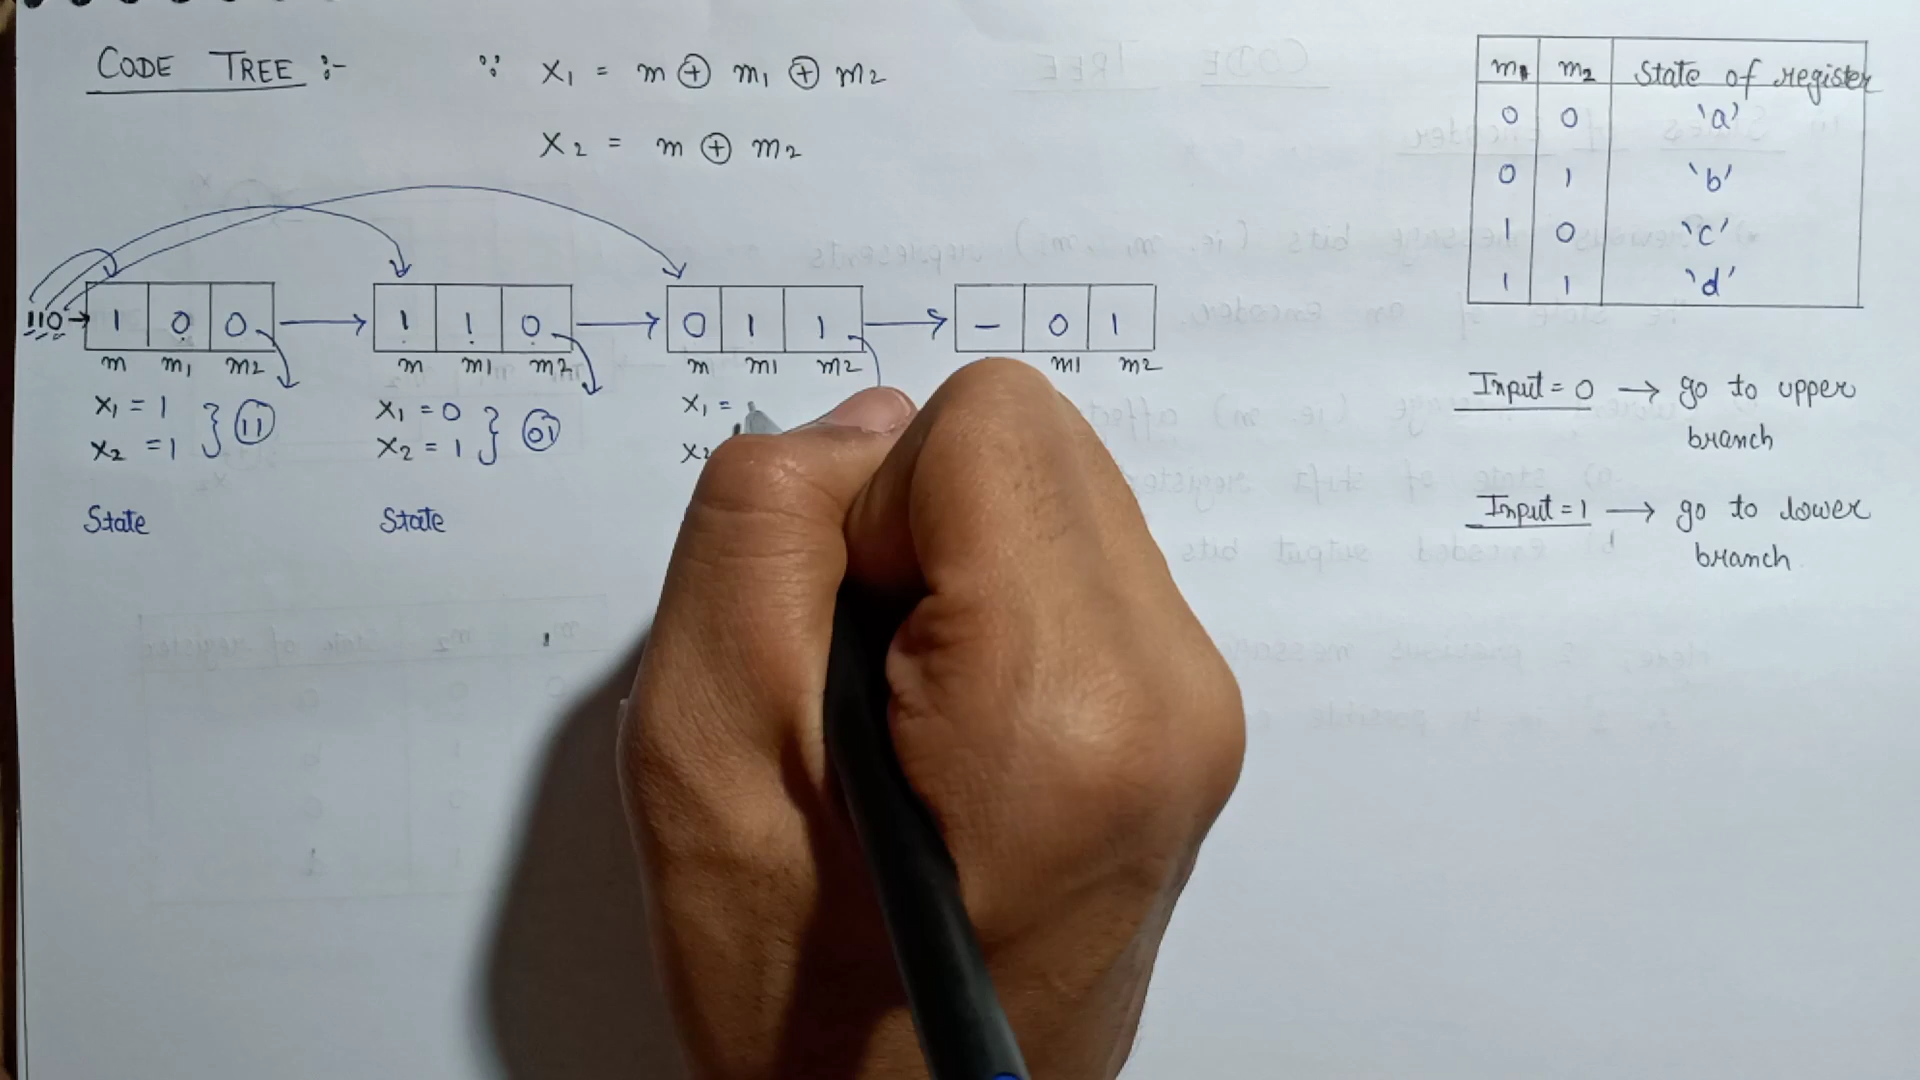 CODE TREE :-
∵ x₁ = m ⊕ m₁ ⊕ m₂
x₂ = m ⊕ m₂
110 → 1 0 0 → 1 1 0 → 0 1 1 → – 0 1
m m₁ m₂ m m₁ m₂ m m₁ m₂ m₁ m₂
x₁ = 1
x₂ = 1
} 11
x₁ = 0
x₂ = 1
} 01
x₁ =
x₂
State State
m₁ m₂ State of register
0 0 'a'
0 1 'b'
1 0 'c'
1 1 'd'
Input = 0 → go to upper
branch
Input = 1 → go to lower
branch